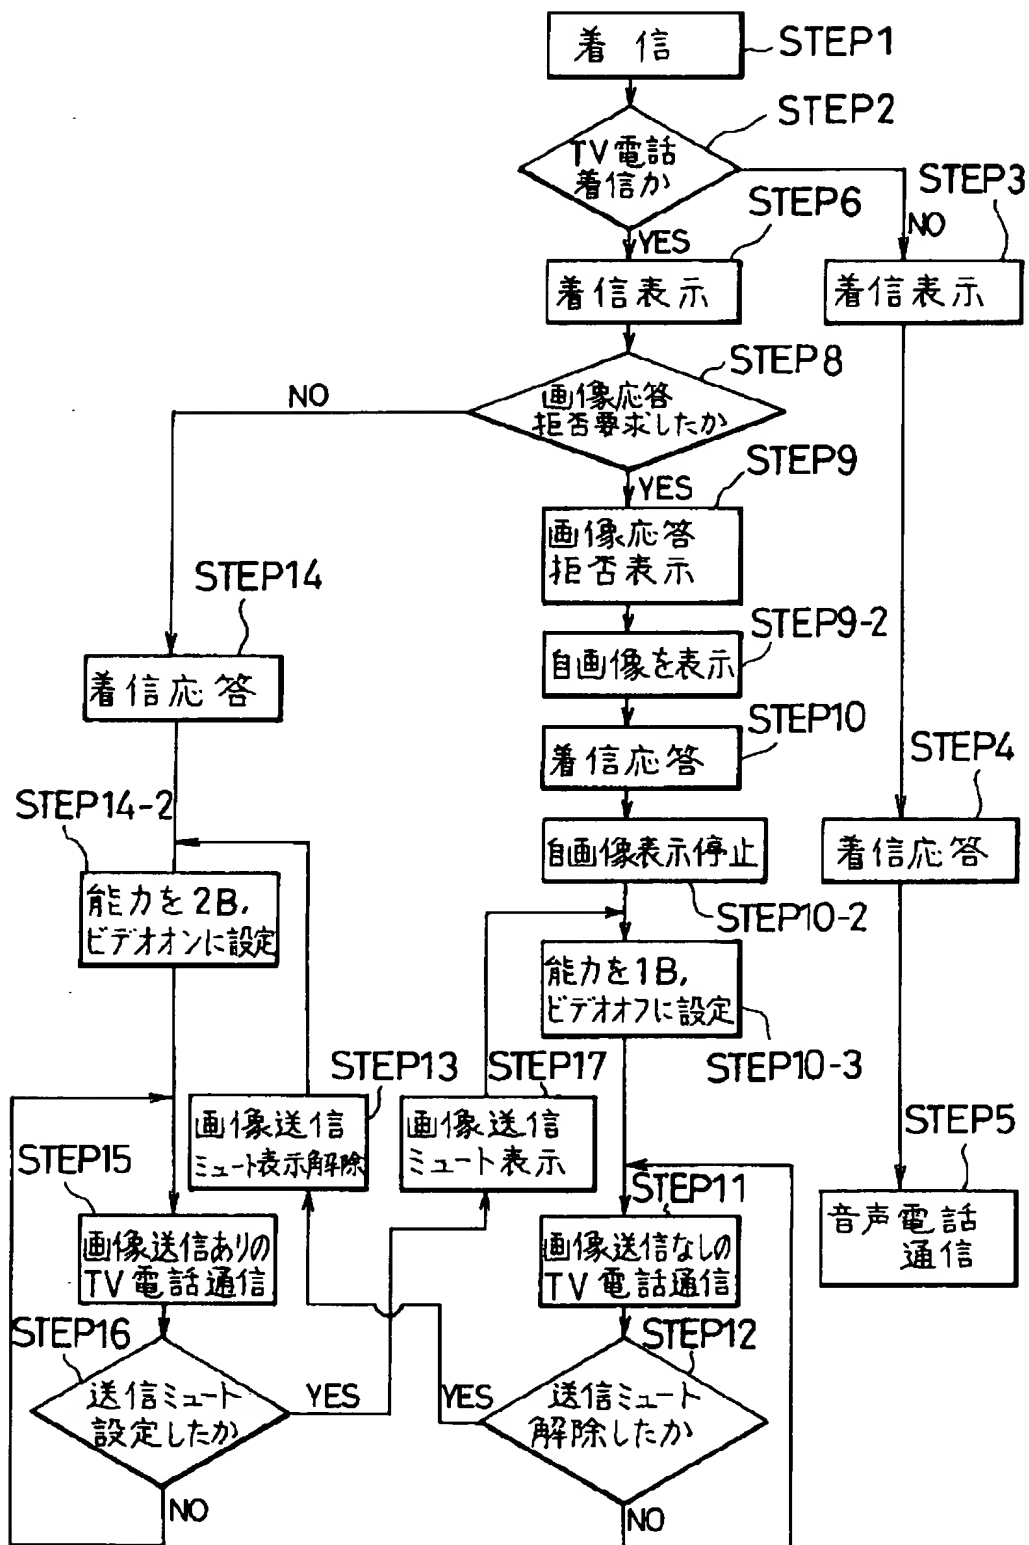 着信
STEP1
TV電話
着信か
STEP2
YES
NO
STEP3
着信表示
STEP6
着信表示
STEP8
画像応答
拒否要求したか
NO
YES
STEP9
画像応答
拒否表示
STEP9-2
自画像を表示
STEP10
着信応答
自画像表示停止
STEP10-2
能力を1B,
ビデオオフに設定
STEP10-3
STEP14
着信応答
STEP14-2
能力を2B,
ビデオオンに設定
STEP4
着信応答
STEP5
音声電話
通信
STEP13
画像送信
ミュート表示解除
STEP17
画像送信
ミュート表示
STEP15
画像送信ありの
TV電話通信
STEP11
画像送信なしの
TV電話通信
STEP16
送信ミュート
設定したか
YES
NO
STEP12
送信ミュート
解除したか
YES
NO